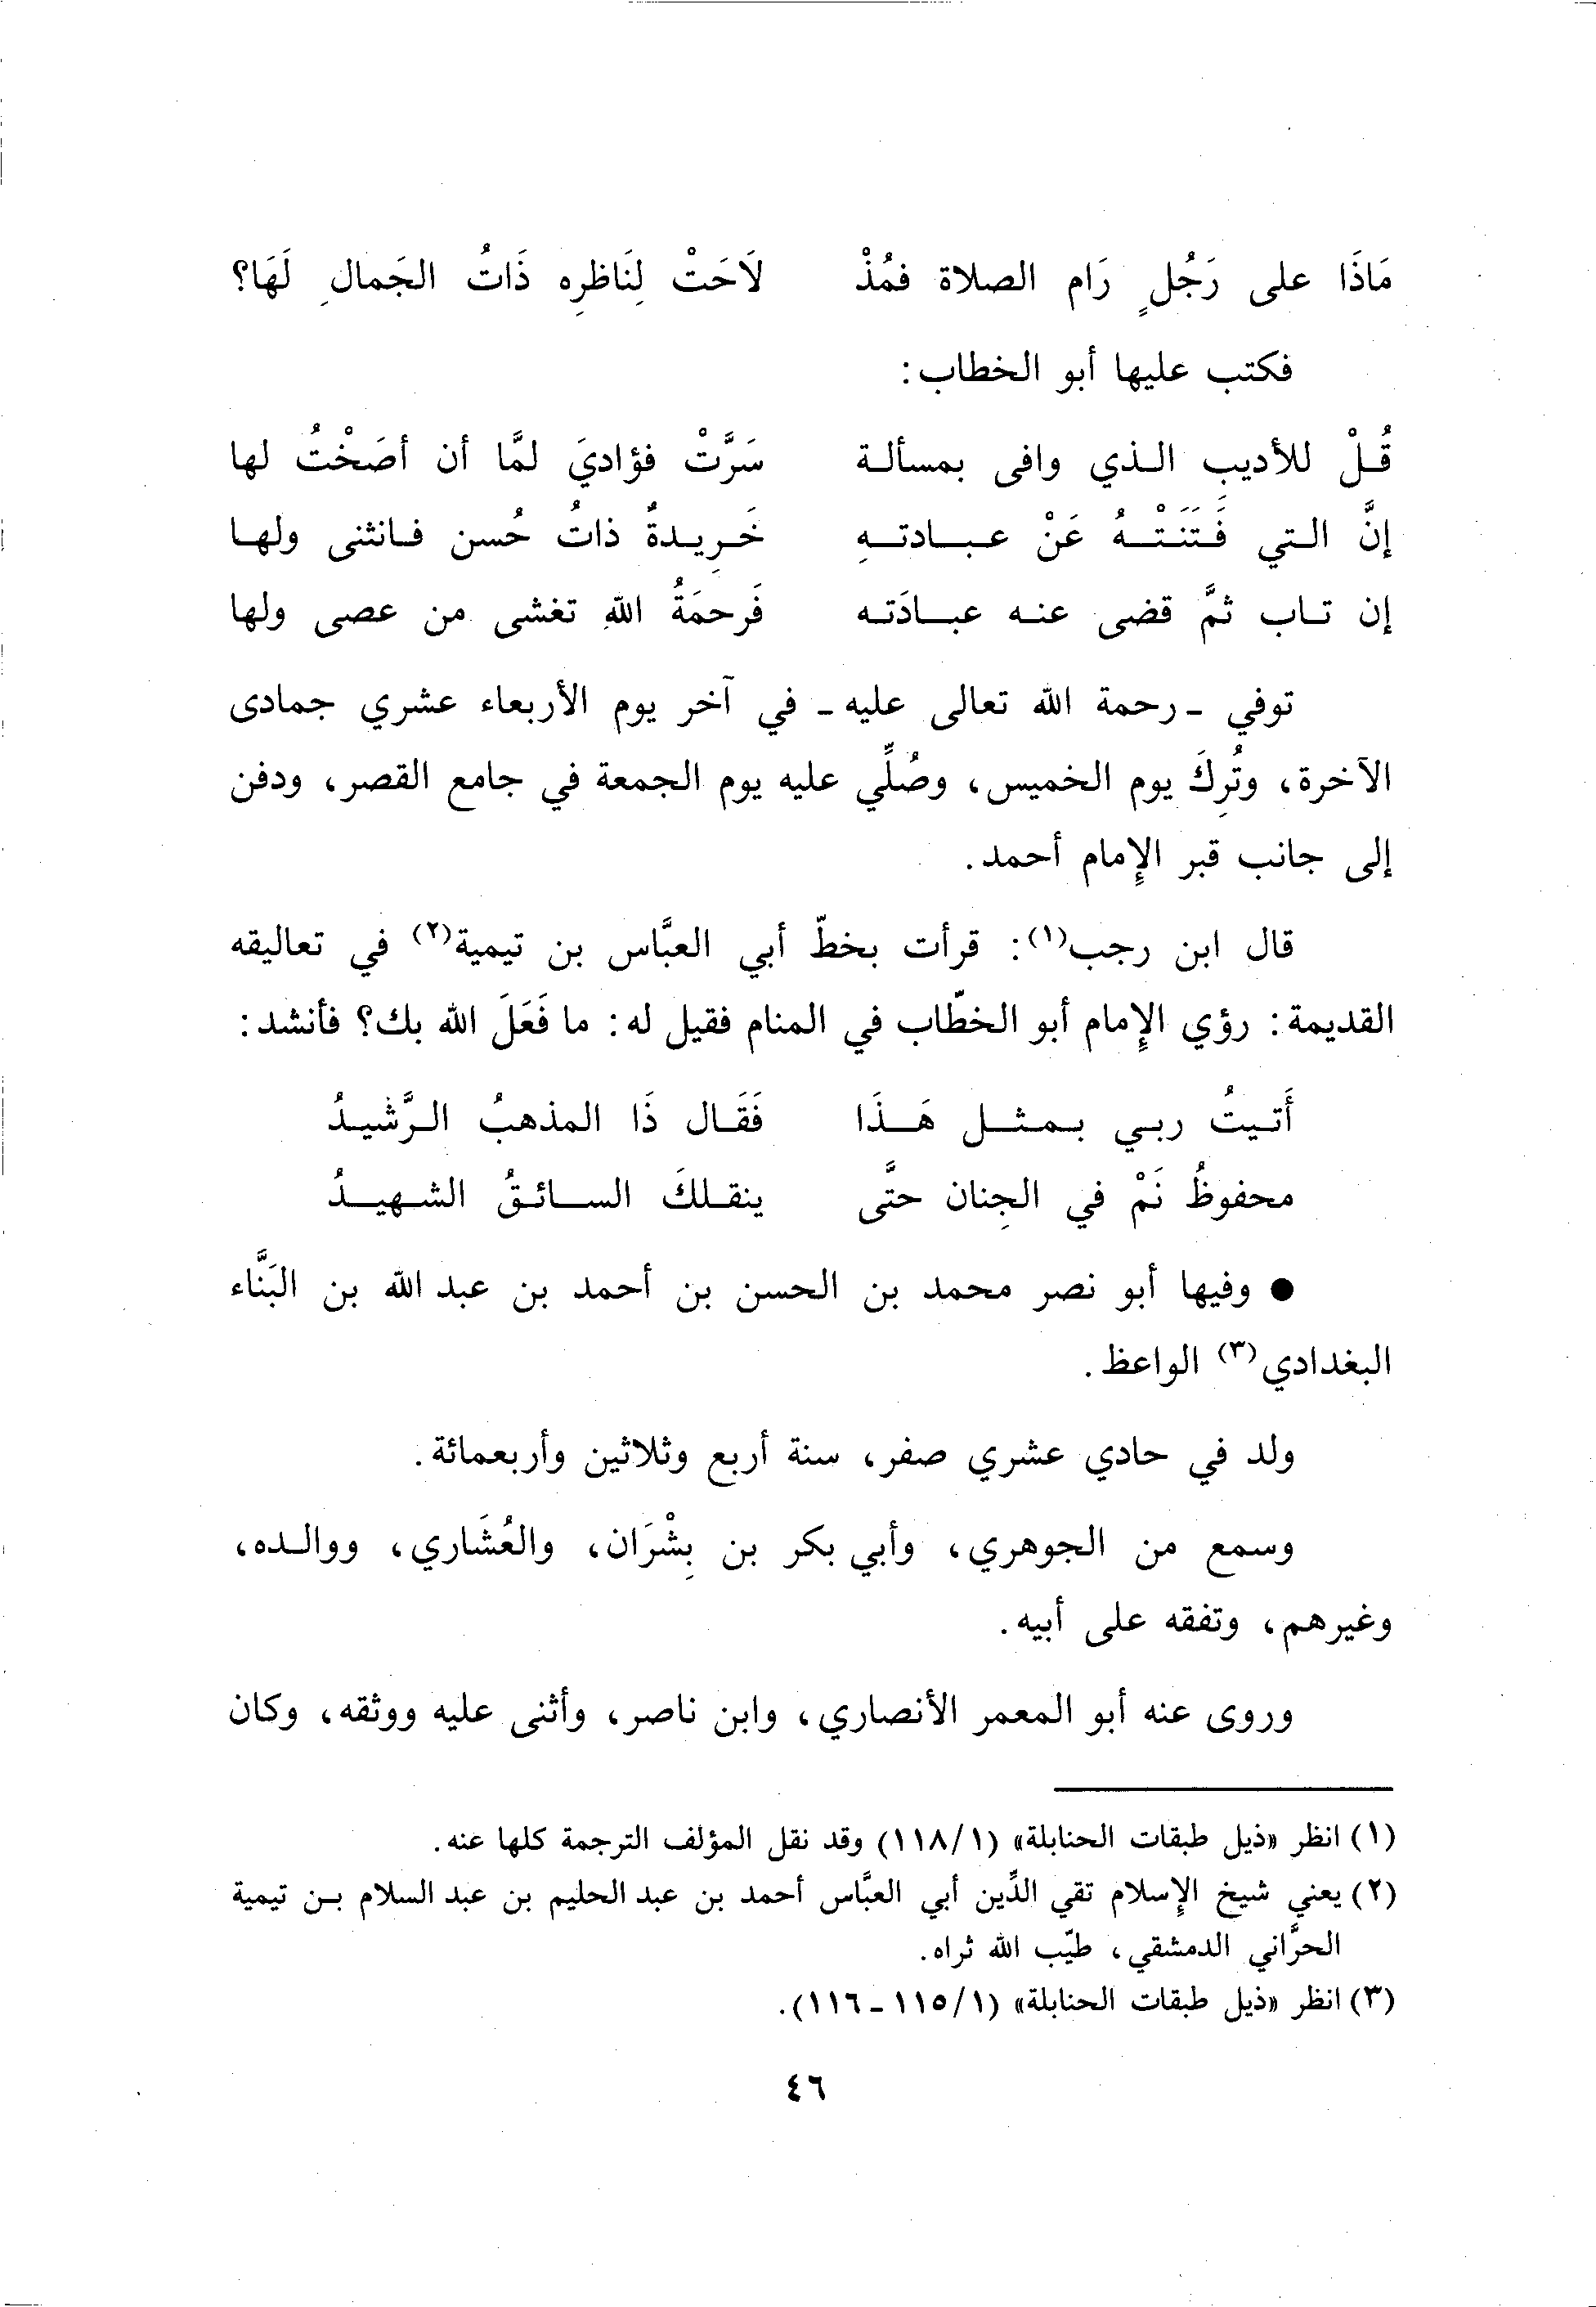 مَاذَا على رَجُلٍ رَام الصلاة فمُذْ لَاحَتْ لِنَاظرِه ذَاتُ الجَمالِ لَهَا؟
فكتب عليها أبو الخطاب:
قُلْ للأديب الذي وافى بمسألة سَرَّتْ فؤاديَ لمَّا أن أصَخْتُ لها
إنَّ التي فَتَنَتْهُ عَنْ عبادتهِ خَرِيدةٌ ذاتُ حُسن فانثنى ولها
إن تاب ثمَّ قضى عنه عبادَته فَرحمَةُ اللهِ تغشى من عصى ولها
توفي ـ رحمة الله تعالى عليه ـ في آخر يوم الأربعاء عشري جمادى
الآخرة، وتُرِكَ يوم الخميس، وصُلِّي عليه يوم الجمعة في جامع القصر، ودفن
إلى جانب قبر الإمام أحمد.
قال ابن رجب(١): قرأت بخطّ أبي العبَّاس بن تيمية(٢) في تعاليقه
القديمة: رؤي الإمام أبو الخطّاب في المنام فقيل له: ما فَعَلَ الله بك؟ فأنشد:
أَتيتُ ربي بمثل هَذَا فَقَال ذَا المذهبُ الرَّشيدُ
محفوظُ نَمْ في الجِنان حتَّى ينقلكَ السائقُ الشهيدُ
● وفيها أبو نصر محمد بن الحسن بن أحمد بن عبد الله بن البَنَّاء
البغدادي(٣) الواعظ.
ولد في حادي عشري صفر، سنة أربع وثلاثين وأربعمائة.
وسمع من الجوهري، وأبي بكر بن بِشْرَان، والعُشَاري، ووالده،
وغيرهم، وتفقه على أبيه.
وروى عنه أبو المعمر الأنصاري، وابن ناصر، وأثنى عليه ووثقه، وكان
(١) انظر «ذيل طبقات الحنابلة» (١/١١٨) وقد نقل المؤلف الترجمة كلها عنه.
(٢) يعني شيخ الإسلام تقي الدِّين أبي العبَّاس أحمد بن عبد الحليم بن عبد السلام بن تيمية
الحرَّاني الدمشقي، طيّب الله ثراه.
(٣) انظر «ذيل طبقات الحنابلة» (١/١١٥ ـ ١١٦).
٤٦